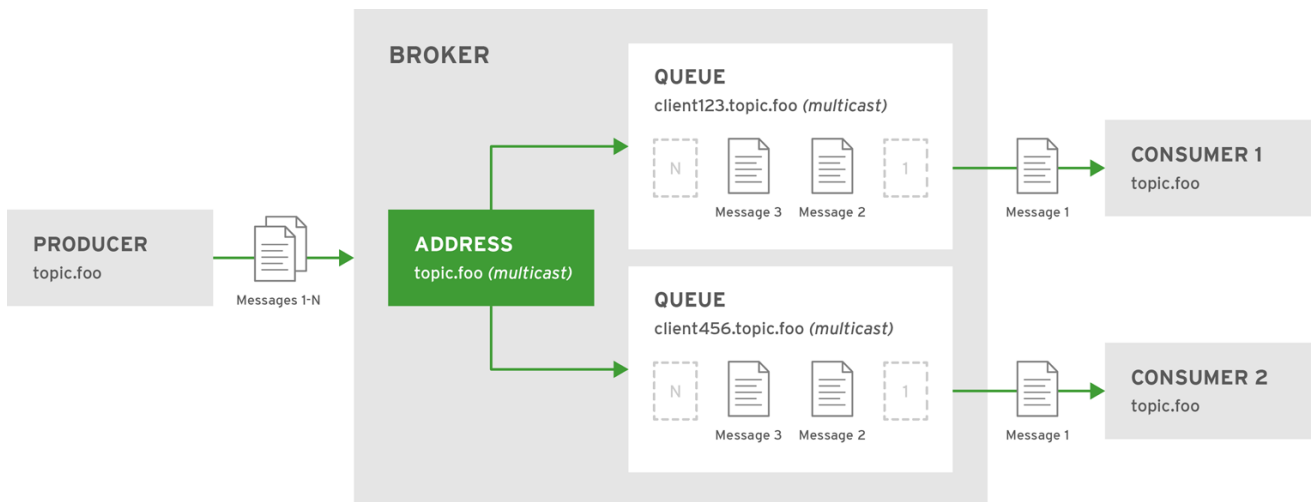 BROKER
PRODUCER
topic.foo
Messages 1-N
ADDRESS
topic.foo (multicast)
QUEUE
client123.topic.foo (multicast)
N
1
Message 3
Message 2
Message 1
CONSUMER 1
topic.foo
QUEUE
client456.topic.foo (multicast)
N
1
Message 3
Message 2
Message 1
CONSUMER 2
topic.foo